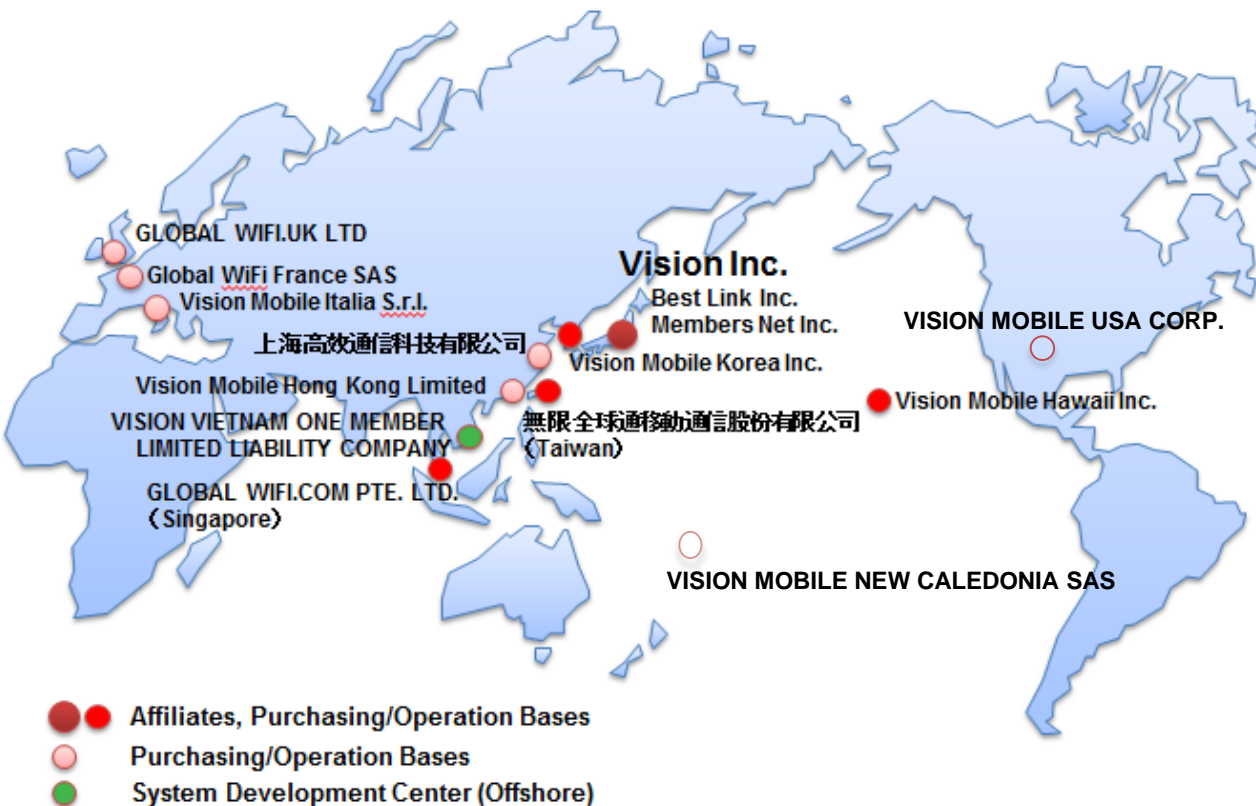 GLOBAL WIFI.UK LTD
Global WiFi France SAS
Vision Mobile Italia S.r.l.
Vision Inc.
Best Link Inc.
Members Net Inc.
VISION MOBILE USA CORP.
上海高效通信科技有限公司
Vision Mobile Korea Inc.
Vision Mobile Hong Kong Limited
Vision Mobile Hawaii Inc.
VISION VIETNAM ONE MEMBER
LIMITED LIABILITY COMPANY
無限全球通移動通信股份有限公司
(Taiwan)
GLOBAL WIFI.COM PTE. LTD.
(Singapore)
VISION MOBILE NEW CALEDONIA SAS
Affiliates, Purchasing/Operation Bases
Purchasing/Operation Bases
System Development Center (Offshore)